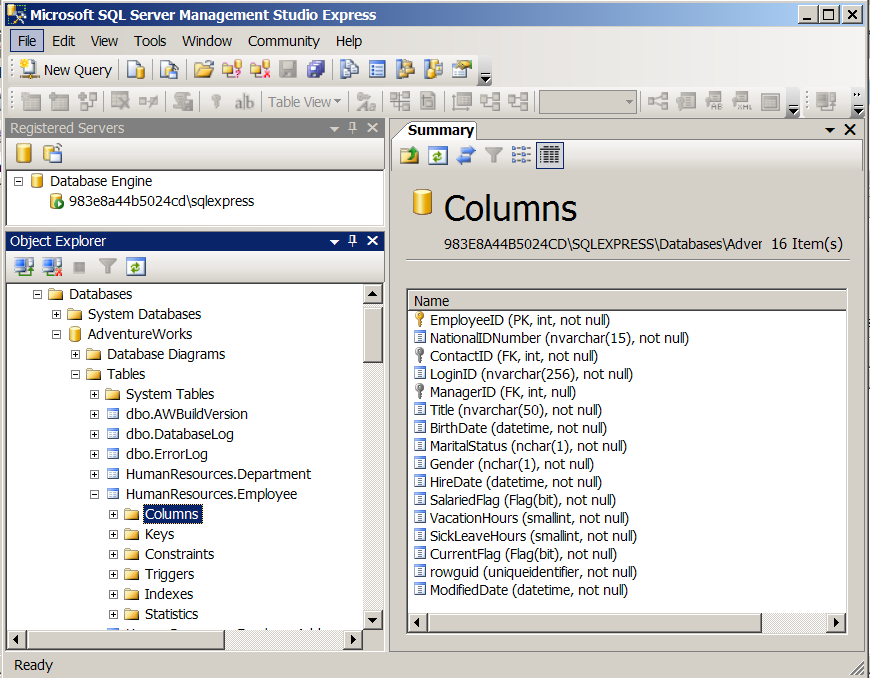 Microsoft SQL Server Management Studio Express
File Edit View Tools Window Community Help
New Query
Table View
Registered Servers
Database Engine
983e8a44b5024cd\sqlexpress
Object Explorer
Databases
System Databases
AdventureWorks
Database Diagrams
Tables
System Tables
dbo.AWBuildVersion
dbo.DatabaseLog
dbo.ErrorLog
HumanResources.Department
HumanResources.Employee
Columns
Keys
Constraints
Triggers
Indexes
Statistics
Summary
Columns
983E8A44B5024CD\SQLEXPRESS\Databases\Adver 16 Item(s)
Name
EmployeeID (PK, int, not null)
NationalIDNumber (nvarchar(15), not null)
ContactID (FK, int, not null)
LoginID (nvarchar(256), not null)
ManagerID (FK, int, null)
Title (nvarchar(50), not null)
BirthDate (datetime, not null)
MaritalStatus (nchar(1), not null)
Gender (nchar(1), not null)
HireDate (datetime, not null)
SalariedFlag (Flag(bit), not null)
VacationHours (smallint, not null)
SickLeaveHours (smallint, not null)
CurrentFlag (Flag(bit), not null)
rowguid (uniqueidentifier, not null)
ModifiedDate (datetime, not null)
Ready